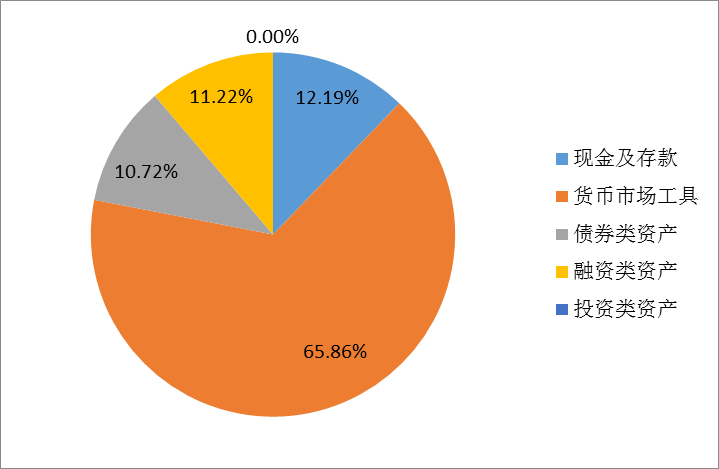 0.00%
12.19%
11.22%
10.72%
65.86%
现金及存款
货币市场工具
债券类资产
融资类资产
投资类资产